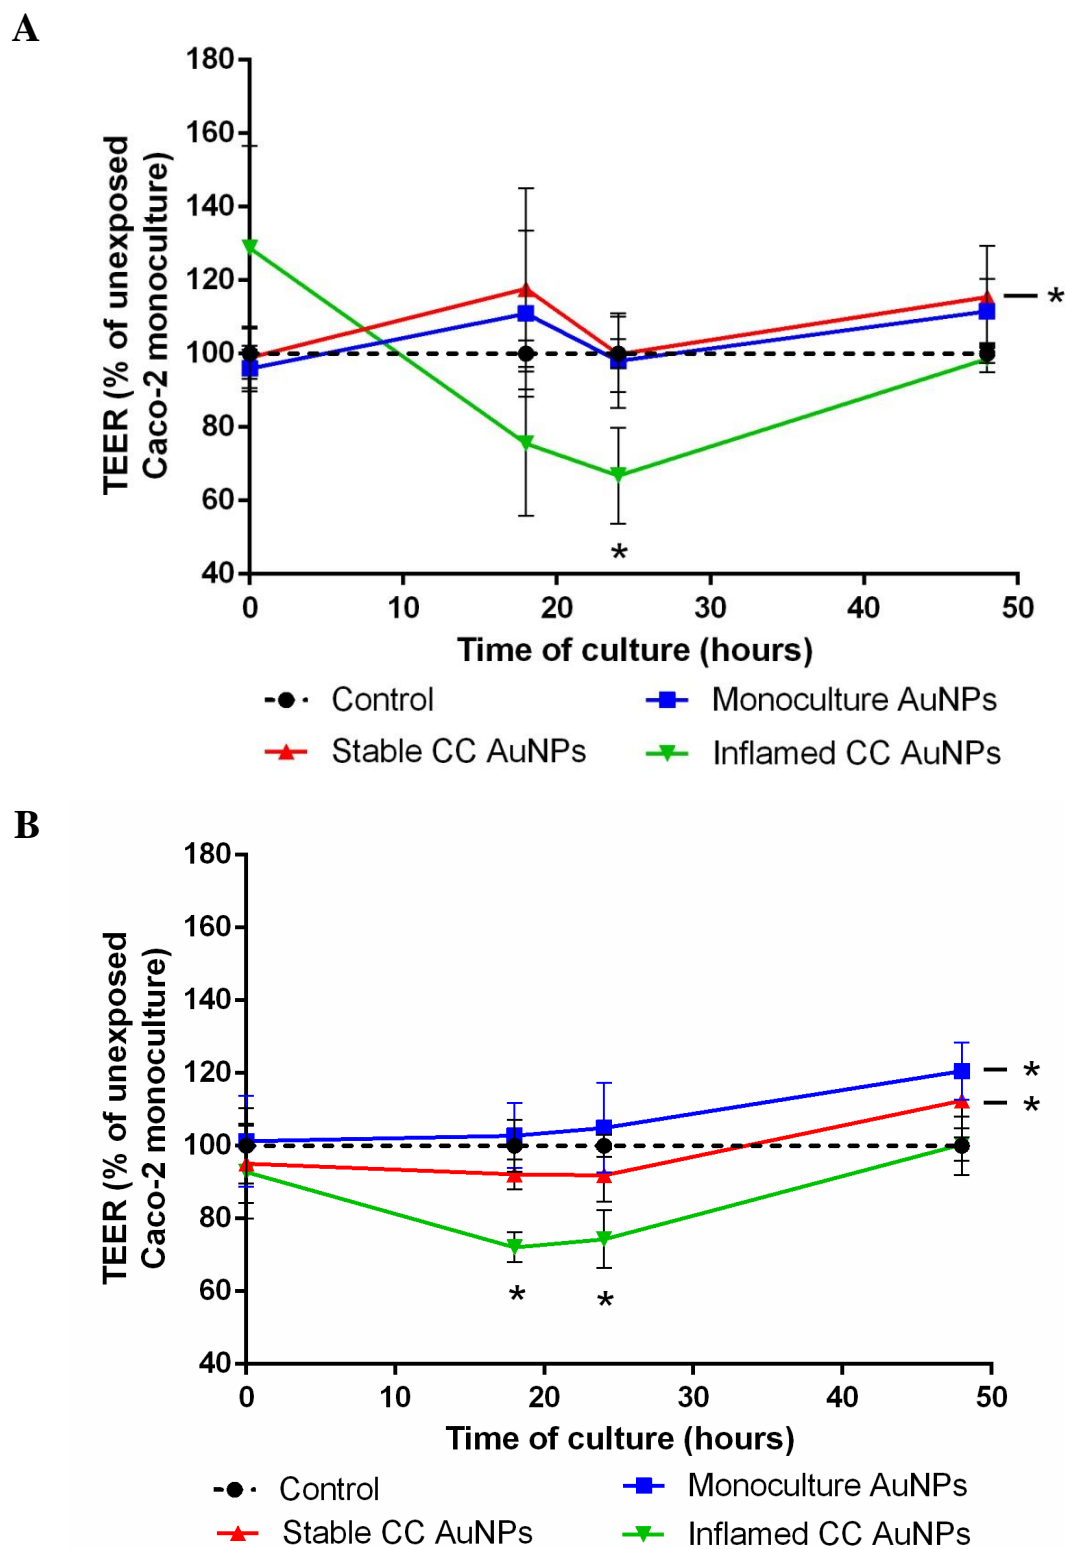 A
180
160
140
120
100
80
60
40
TEER (% of unexposed
Caco-2 monoculture)
*
*
0 10 20 30 40 50
Time of culture (hours)
Control Monoculture AuNPs
Stable CC AuNPs Inflamed CC AuNPs
B
180
160
140
120
100
80
60
40
TEER (% of unexposed
Caco-2 monoculture)
*
*
* *
0 10 20 30 40 50
Time of culture (hours)
Control Monoculture AuNPs
Stable CC AuNPs Inflamed CC AuNPs